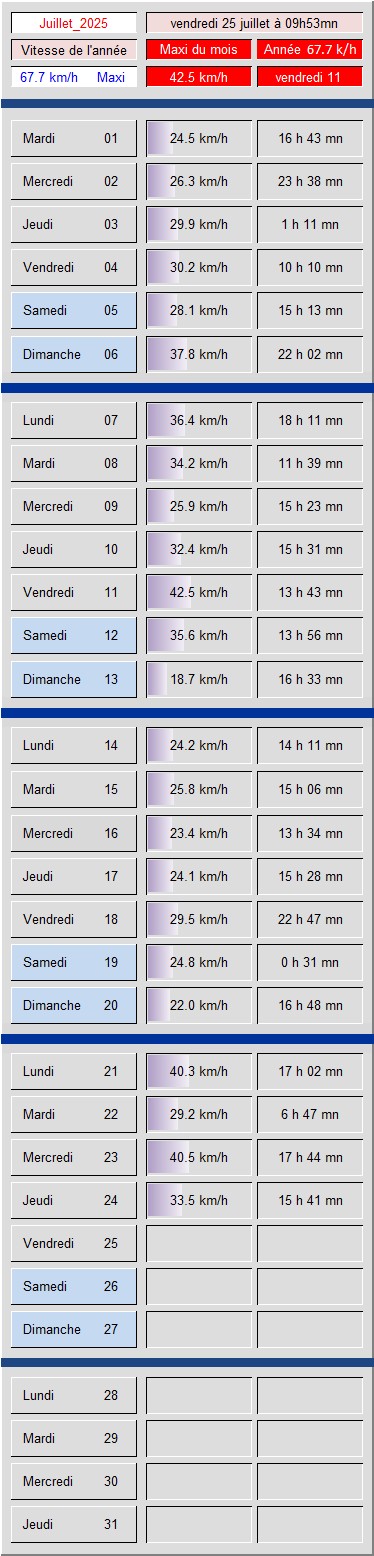 Juillet_2025 vendredi 25 juillet à 09h53mn
Vitesse de l'année Maxi du mois Année 67.7 k/h
67.7 km/h Maxi 42.5 km/h vendredi 11
Mardi 01 24.5 km/h 16 h 43 mn
Mercredi 02 26.3 km/h 23 h 38 mn
Jeudi 03 29.9 km/h 1 h 11 mn
Vendredi 04 30.2 km/h 10 h 10 mn
Samedi 05 28.1 km/h 15 h 13 mn
Dimanche 06 37.8 km/h 22 h 02 mn
Lundi 07 36.4 km/h 18 h 11 mn
Mardi 08 34.2 km/h 11 h 39 mn
Mercredi 09 25.9 km/h 15 h 23 mn
Jeudi 10 32.4 km/h 15 h 31 mn
Vendredi 11 42.5 km/h 13 h 43 mn
Samedi 12 35.6 km/h 13 h 56 mn
Dimanche 13 18.7 km/h 16 h 33 mn
Lundi 14 24.2 km/h 14 h 11 mn
Mardi 15 25.8 km/h 15 h 06 mn
Mercredi 16 23.4 km/h 13 h 34 mn
Jeudi 17 24.1 km/h 15 h 28 mn
Vendredi 18 29.5 km/h 22 h 47 mn
Samedi 19 24.8 km/h 0 h 31 mn
Dimanche 20 22.0 km/h 16 h 48 mn
Lundi 21 40.3 km/h 17 h 02 mn
Mardi 22 29.2 km/h 6 h 47 mn
Mercredi 23 40.5 km/h 17 h 44 mn
Jeudi 24 33.5 km/h 15 h 41 mn
Vendredi 25
Samedi 26
Dimanche 27
Lundi 28
Mardi 29
Mercredi 30
Jeudi 31